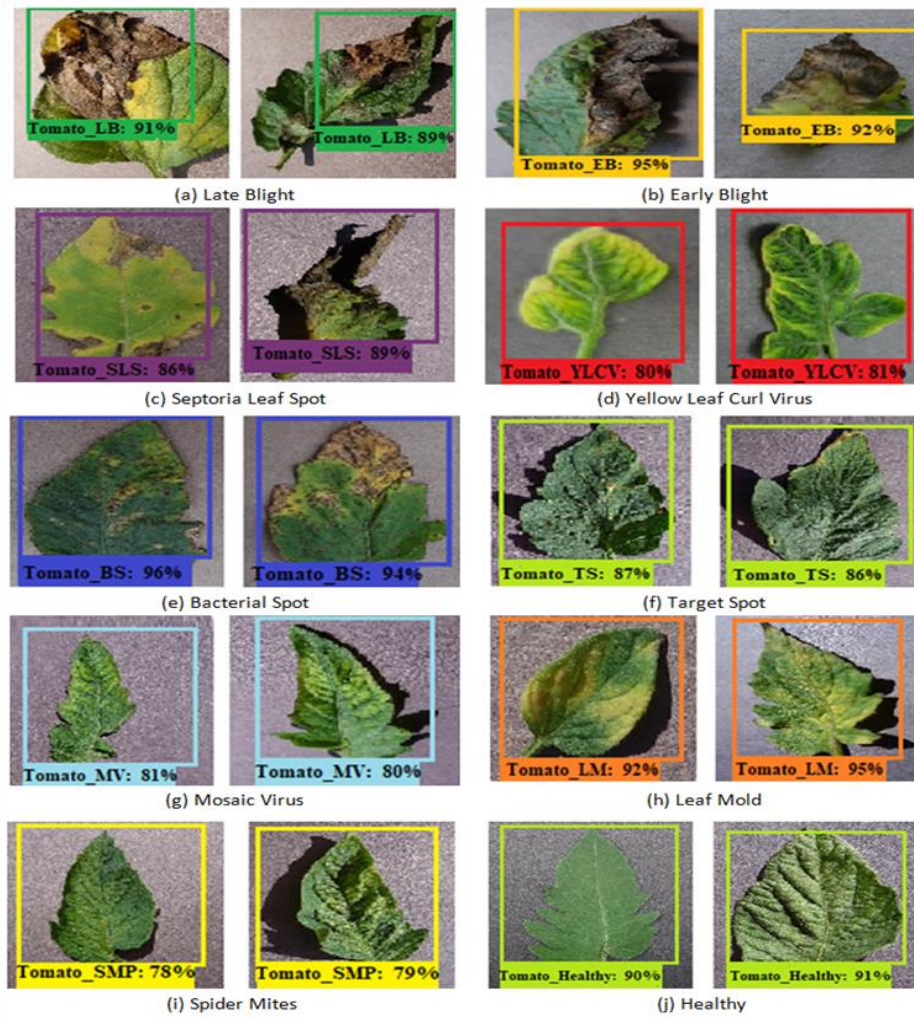 Tomato_LB: 91%
Tomato_LB: 89%
Tomato_EB: 95%
Tomato_EB: 92%
(a) Late Blight
(b) Early Blight
Tomato_SLS: 86%
Tomato_SLS: 89%
Tomato_YLCV: 80%
Tomato_YLCV: 81%
(c) Septoria Leaf Spot
(d) Yellow Leaf Curl Virus
Tomato_BS: 96%
Tomato_BS: 94%
Tomato_TS: 87%
Tomato_TS: 86%
(e) Bacterial Spot
(f) Target Spot
Tomato_MV: 81%
Tomato_MV: 80%
Tomato_LM: 92%
Tomato_LM: 95%
(g) Mosaic Virus
(h) Leaf Mold
Tomato_SMP: 78%
Tomato_SMP: 79%
Tomato_Healthy: 90%
Tomato_Healthy: 91%
(i) Spider Mites
(j) Healthy